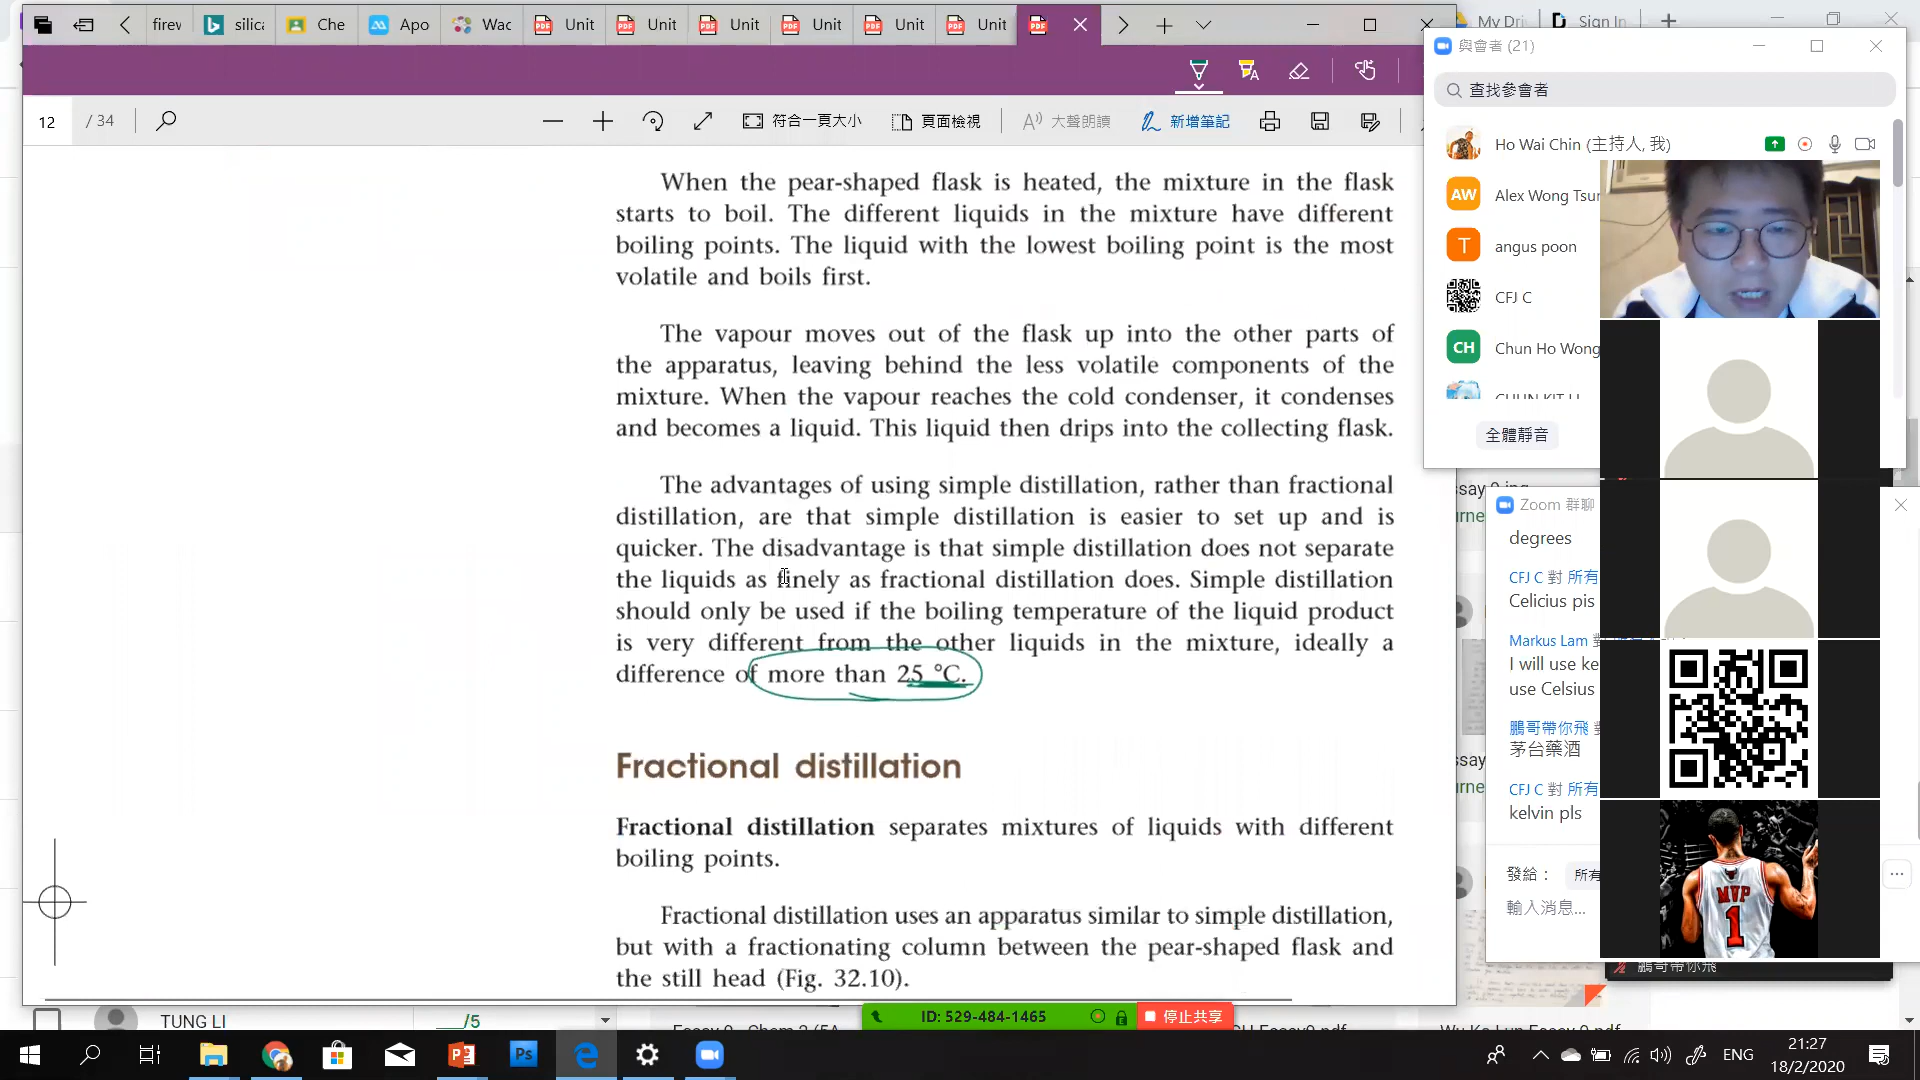 firev
silica
Che
Apo
Wac
Unit
Unit
Unit
Unit
Unit
Unit
My Driv
Sign In
12 / 34
符合一頁大小
頁面檢視
大聲朗讀
新增筆記
When the pear-shaped flask is heated, the mixture in the flask
starts to boil. The different liquids in the mixture have different
boiling points. The liquid with the lowest boiling point is the most
volatile and boils first.
The vapour moves out of the flask up into the other parts of
the apparatus, leaving behind the less volatile components of the
mixture. When the vapour reaches the cold condenser, it condenses
and becomes a liquid. This liquid then drips into the collecting flask.
The advantages of using simple distillation, rather than fractional
distillation, are that simple distillation is easier to set up and is
quicker. The disadvantage is that simple distillation does not separate
the liquids as finely as fractional distillation does. Simple distillation
should only be used if the boiling temperature of the liquid product
is very different from the other liquids in the mixture, ideally a
difference of more than 25 °C.
Fractional distillation
Fractional distillation separates mixtures of liquids with different
boiling points.
Fractional distillation uses an apparatus similar to simple distillation,
but with a fractionating column between the pear-shaped flask and
the still head (Fig. 32.10).
與會者 (21)
查找參會者
Ho Wai Chin (主持人, 我)
AW Alex Wong Tsu
T angus poon
CFJ C
CH Chun Ho Wong
全體靜音
Zoom 群聊
degrees
CFJ C 對 所有
Celicius pis
Markus Lam
I will use ke
use Celsius
鵬哥帶你飛 對
茅台藥酒
CFJ C 對 所有
kelvin pls
發給：
所有
輸入消息...
MVP
1
鵬哥帶你飛
TUNG LI
/5
ID: 529-484-1465
停止共享
ENG
21:27
18/2/2020